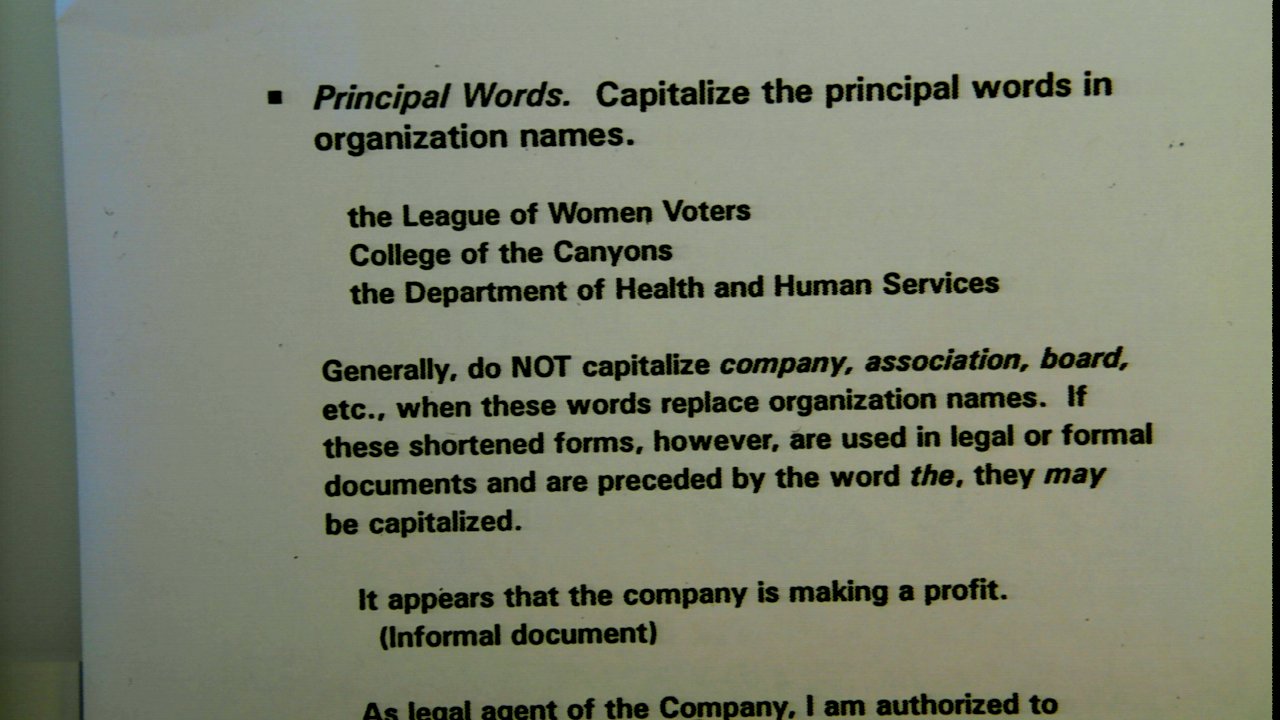 ■ Principal Words. Capitalize the principal words in
organization names.
the League of Women Voters
College of the Canyons
the Department of Health and Human Services
Generally, do NOT capitalize company, association, board,
etc., when these words replace organization names. If
these shortened forms, however, are used in legal or formal
documents and are preceded by the word the, they may
be capitalized.
It appears that the company is making a profit.
(Informal document)
As legal agent of the Company, I am authorized to